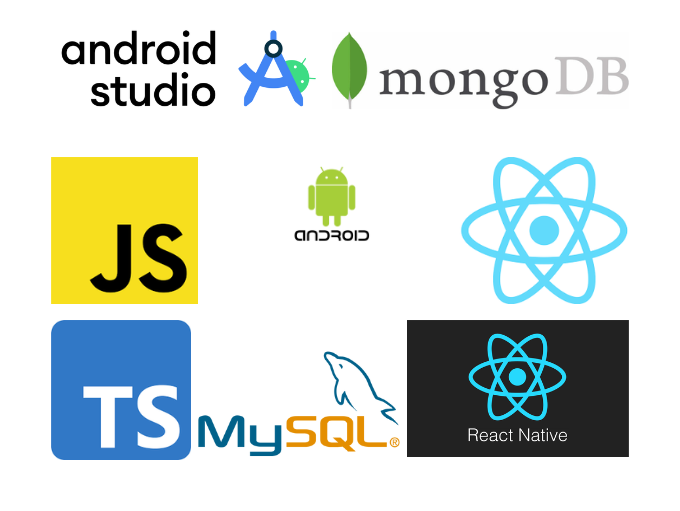 android
studio
mongoDB
JS
ANDROID
TS
MySQL®
React Native